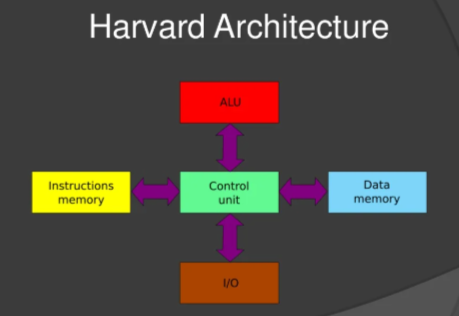 Harvard Architecture
ALU
Instructions
memory
Control
unit
Data
memory
I/O